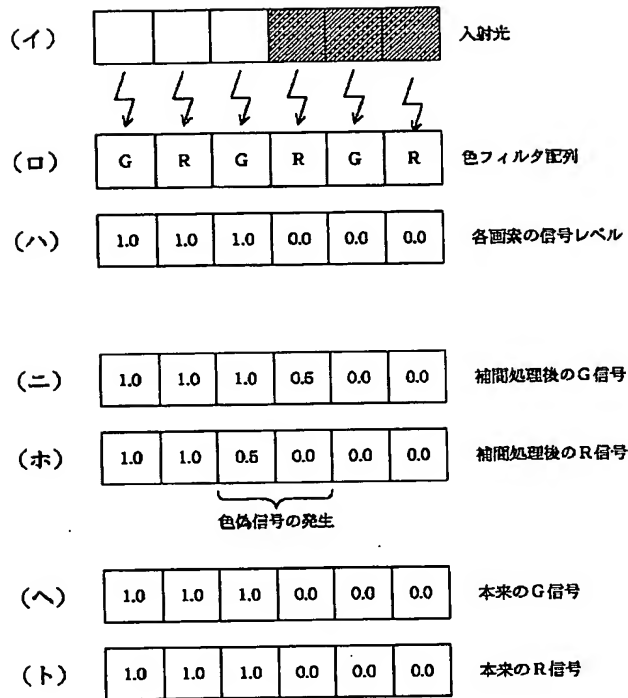 (イ) 入射光
(ロ) G R G R G R 色フィルタ配列
(ハ) 1.0 1.0 1.0 0.0 0.0 0.0 各画素の信号レベル
(ニ) 1.0 1.0 1.0 0.5 0.0 0.0 補間処理後のG信号
(ホ) 1.0 1.0 0.5 0.0 0.0 0.0 補間処理後のR信号
色偽信号の発生
(ヘ) 1.0 1.0 1.0 0.0 0.0 0.0 本来のG信号
(ト) 1.0 1.0 1.0 0.0 0.0 0.0 本来のR信号